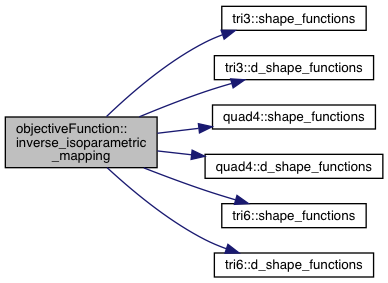 tri3::shape_functions
tri3::d_shape_functions
objectiveFunction::
inverse_isoparametric
_mapping
quad4::shape_functions
quad4::d_shape_functions
tri6::shape_functions
tri6::d_shape_functions